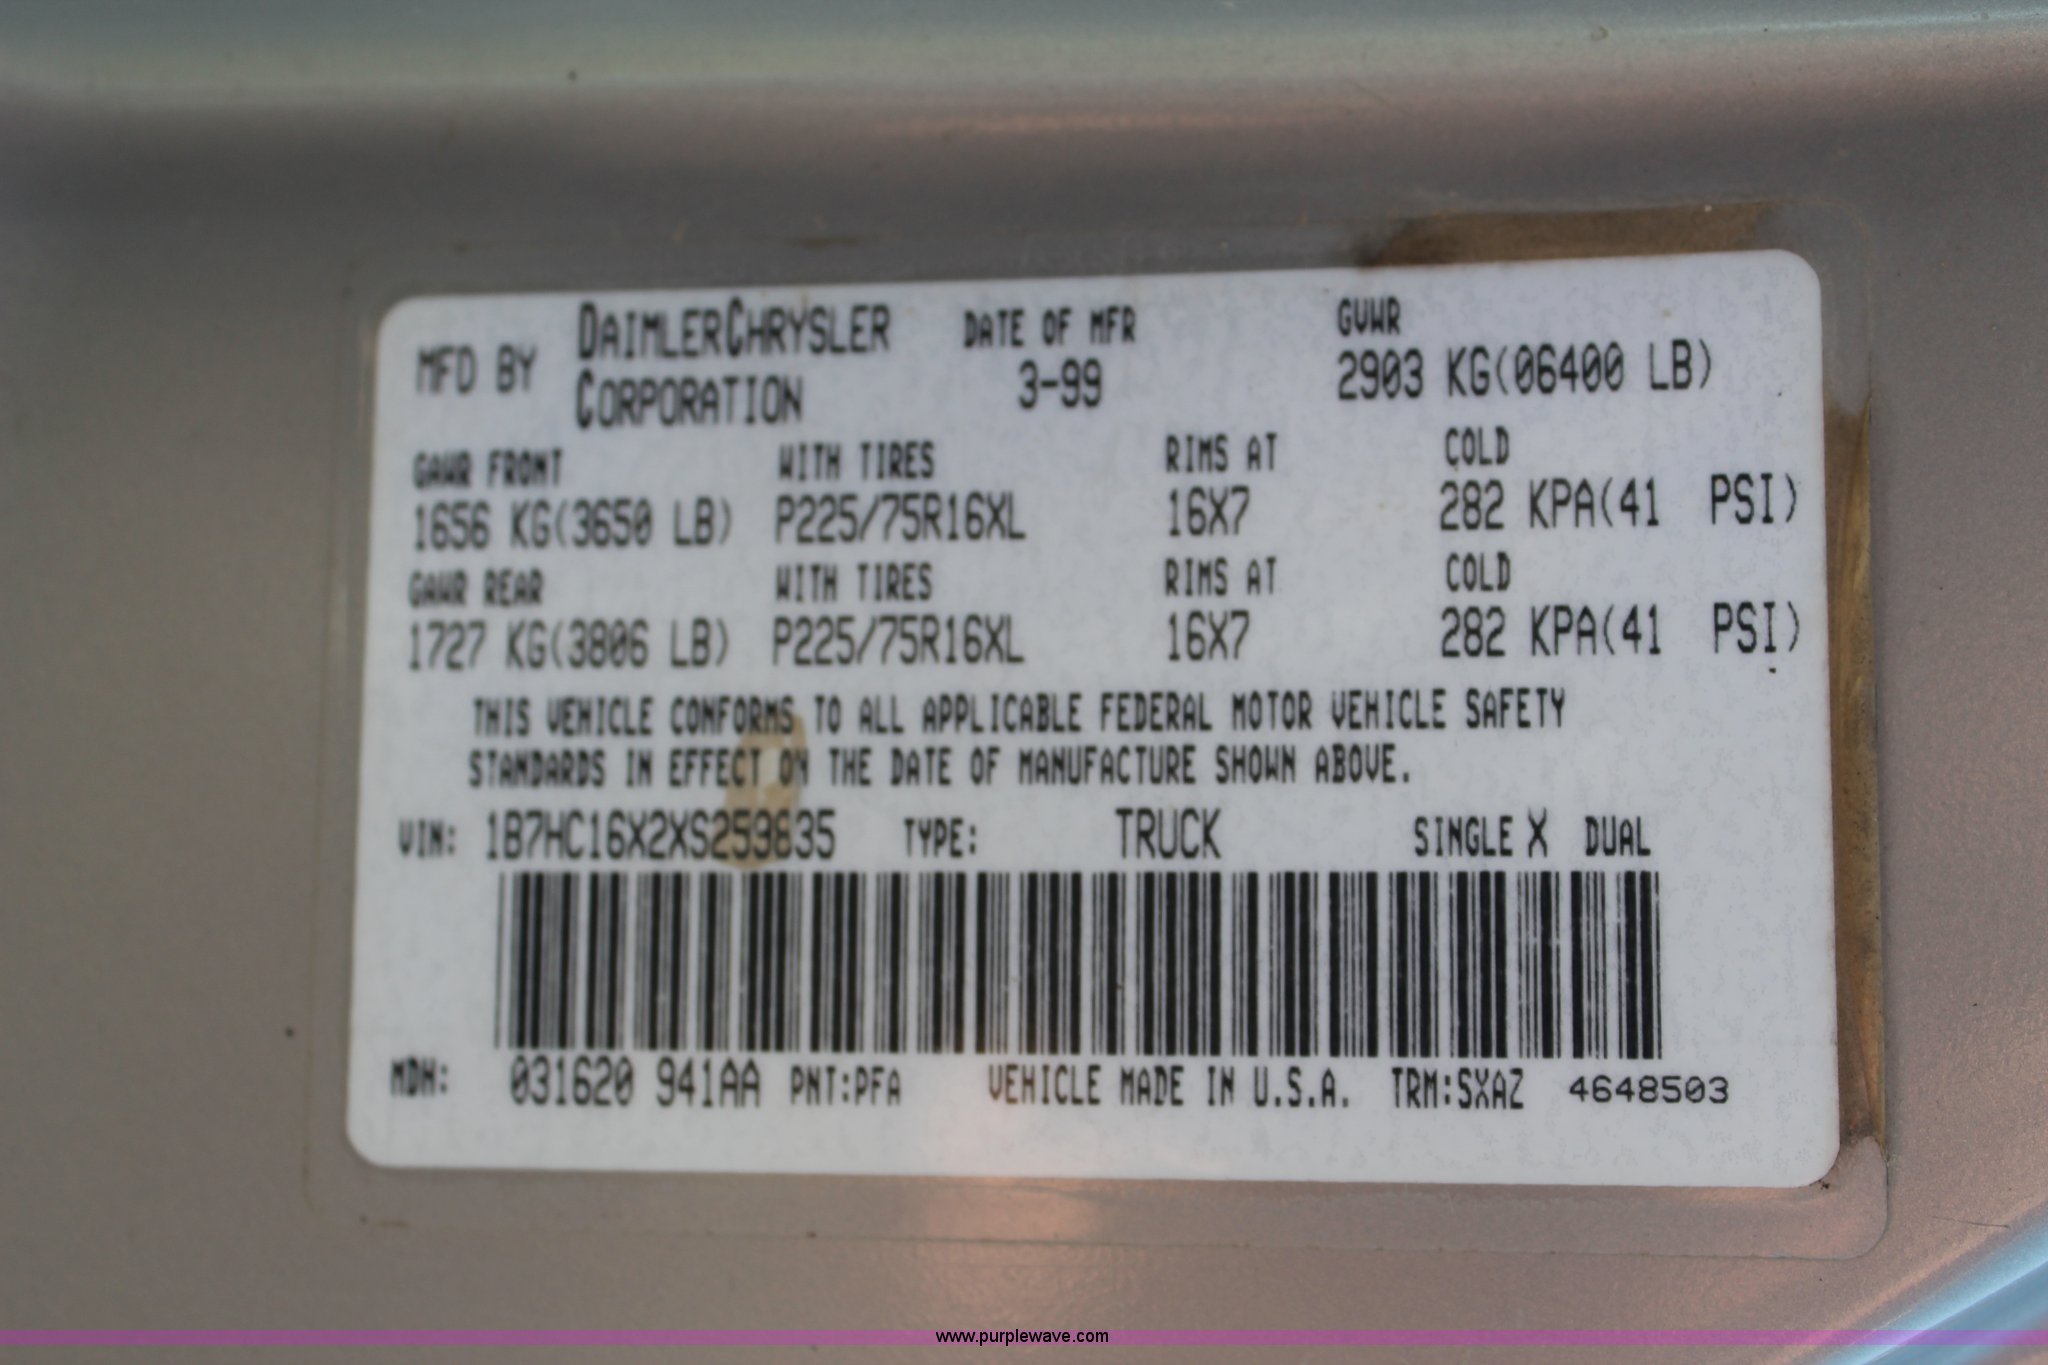 MFD BY DAIMLERCHRYSLER CORPORATION
DATE OF MFR
3-99
GVWR
2903 KG(06400 LB)
GAWR FRONT WITH TIRES RIMS AT COLD
1656 KG(3650 LB) P225/75R16XL 16X7 282 KPA(41 PSI)
GAWR REAR WITH TIRES RIMS AT COLD
1727 KG(3806 LB) P225/75R16XL 16X7 282 KPA(41 PSI)
THIS VEHICLE CONFORMS TO ALL APPLICABLE FEDERAL MOTOR VEHICLE SAFETY
STANDARDS IN EFFECT ON THE DATE OF MANUFACTURE SHOWN ABOVE.
VIN: 1B7HC16X2XS259835 TYPE: TRUCK SINGLE X DUAL
MDH: 031620 941AA PNT:PFA VEHICLE MADE IN U.S.A. TRM:SXAZ 4648503
www.purplewave.com